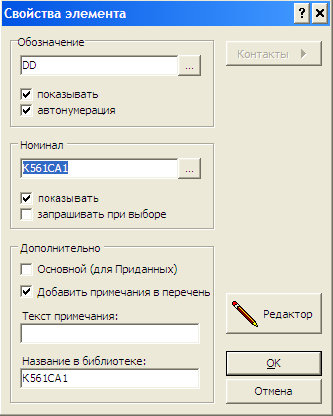 Свойства элемента
Обозначение
DD
...
Контакты
показывать
автонумерация
Номинал
К561СА1
...
показывать
запрашивать при выборе
Дополнительно
Основной (для Приданных)
Добавить примечания в перечень
Текст примечания:
Редактор
Название в библиотеке:
К561СА1
OK
Отмена